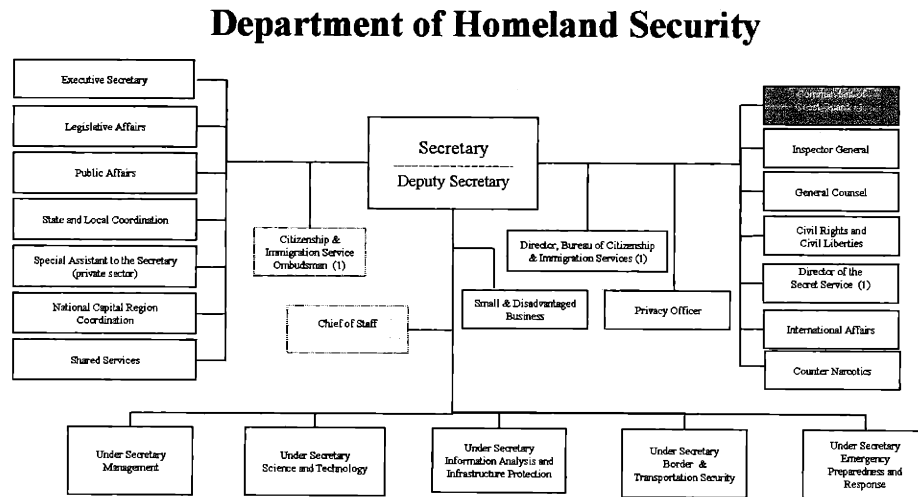 Department of Homeland Security
Executive Secretary
Legislative Affairs
Public Affairs
State and Local Coordination
Special Assistant to the Secretary
(private sector)
National Capital Region
Coordination
Shared Services
Secretary
Deputy Secretary
Citizenship &
Immigration Service
Ombudsman (1)
Chief of Staff
Small & Disadvantaged
Business
Director, Bureau of Citizenship
& Immigration Services (1)
Privacy Officer
Inspector General
General Counsel
Civil Rights and
Civil Liberties
Director of the
Secret Service (1)
International Affairs
Counter Narcotics
Under Secretary
Management
Under Secretary
Science and Technology
Under Secretary
Information Analysis and
Infrastructure Protection
Under Secretary
Border &
Transportation Security
Under Secretary
Emergency
Preparedness and
Response